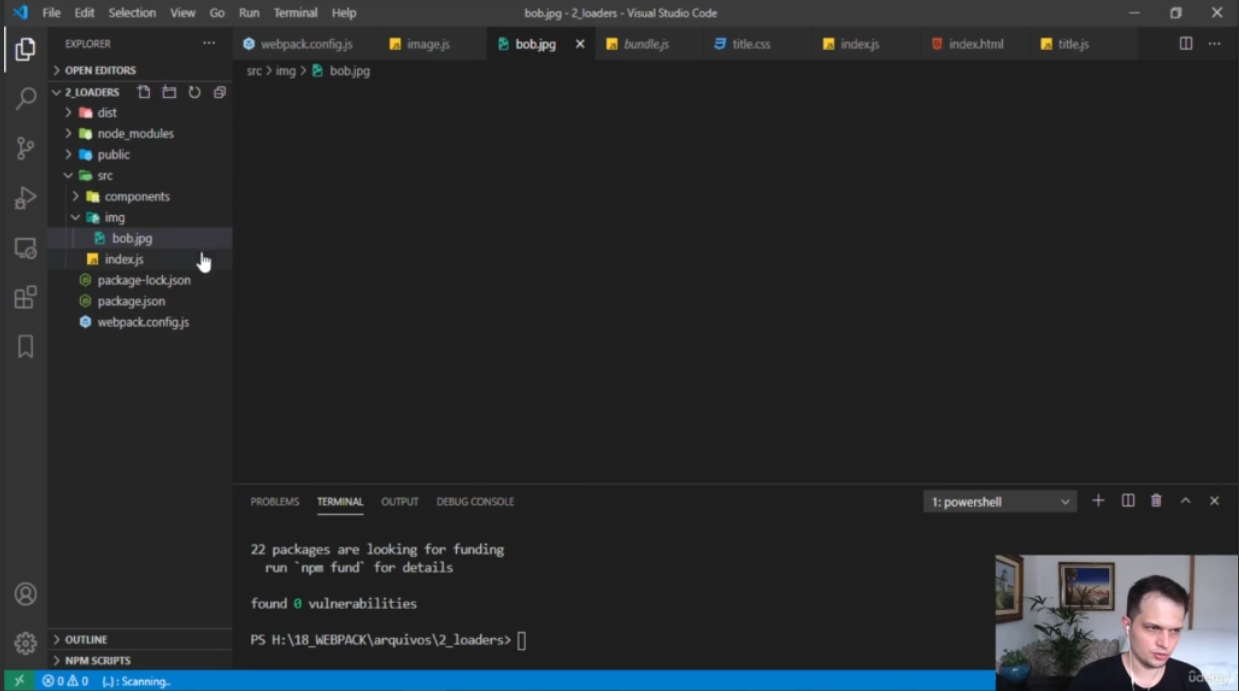 File Edit Selection View Go Run Terminal Help
bob.jpg - 2_loaders - Visual Studio Code
EXPLORER
webpack.config.js
image.js
bob.jpg
bundle.js
title.css
index.js
index.html
title.js
OPEN EDITORS
src > img > bob.jpg
2_LOADERS
dist
node_modules
public
src
components
img
bob.jpg
index.js
package-lock.json
package.json
webpack.config.js
PROBLEMS TERMINAL OUTPUT DEBUG CONSOLE
1: powershell
22 packages are looking for funding
run `npm fund` for details
found 0 vulnerabilities
PS H:\18_WEBPACK\arquivos\2_loaders>
OUTLINE
NPM SCRIPTS
0 0 {..} : Scanning..
udemy